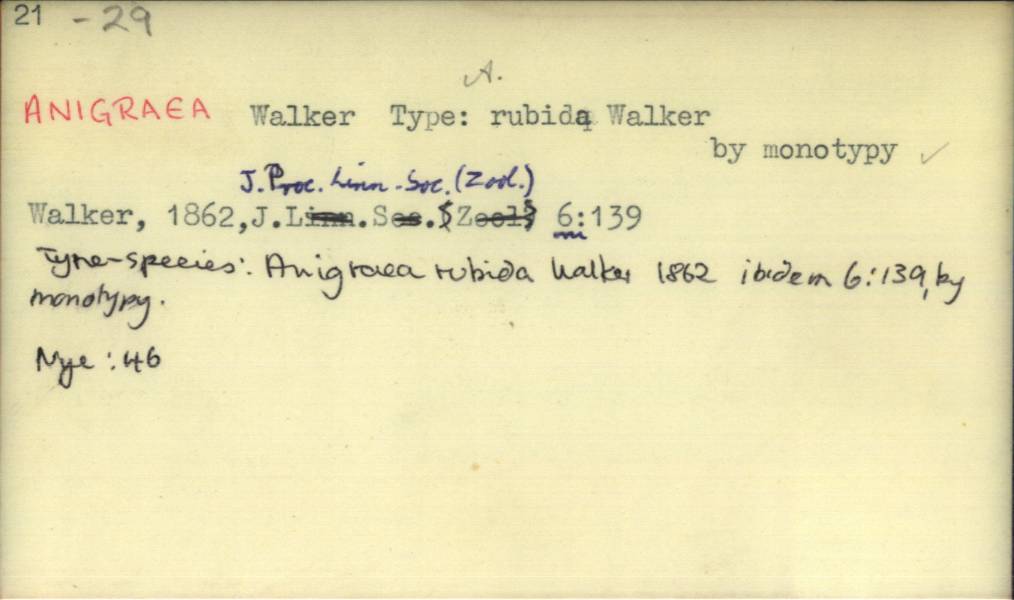 21 - 29
A.
ANIGRAEA Walker Type: rubida Walker
by monotypy ✓
J. Proc. Linn. Soc. (Zool.)
Walker, 1862, J. Linn. Soc. (Zool) 6:139
Type-species: Anigraea rubida Walker 1862 ibidem 6:139, by
monotypy.
Nye: 46